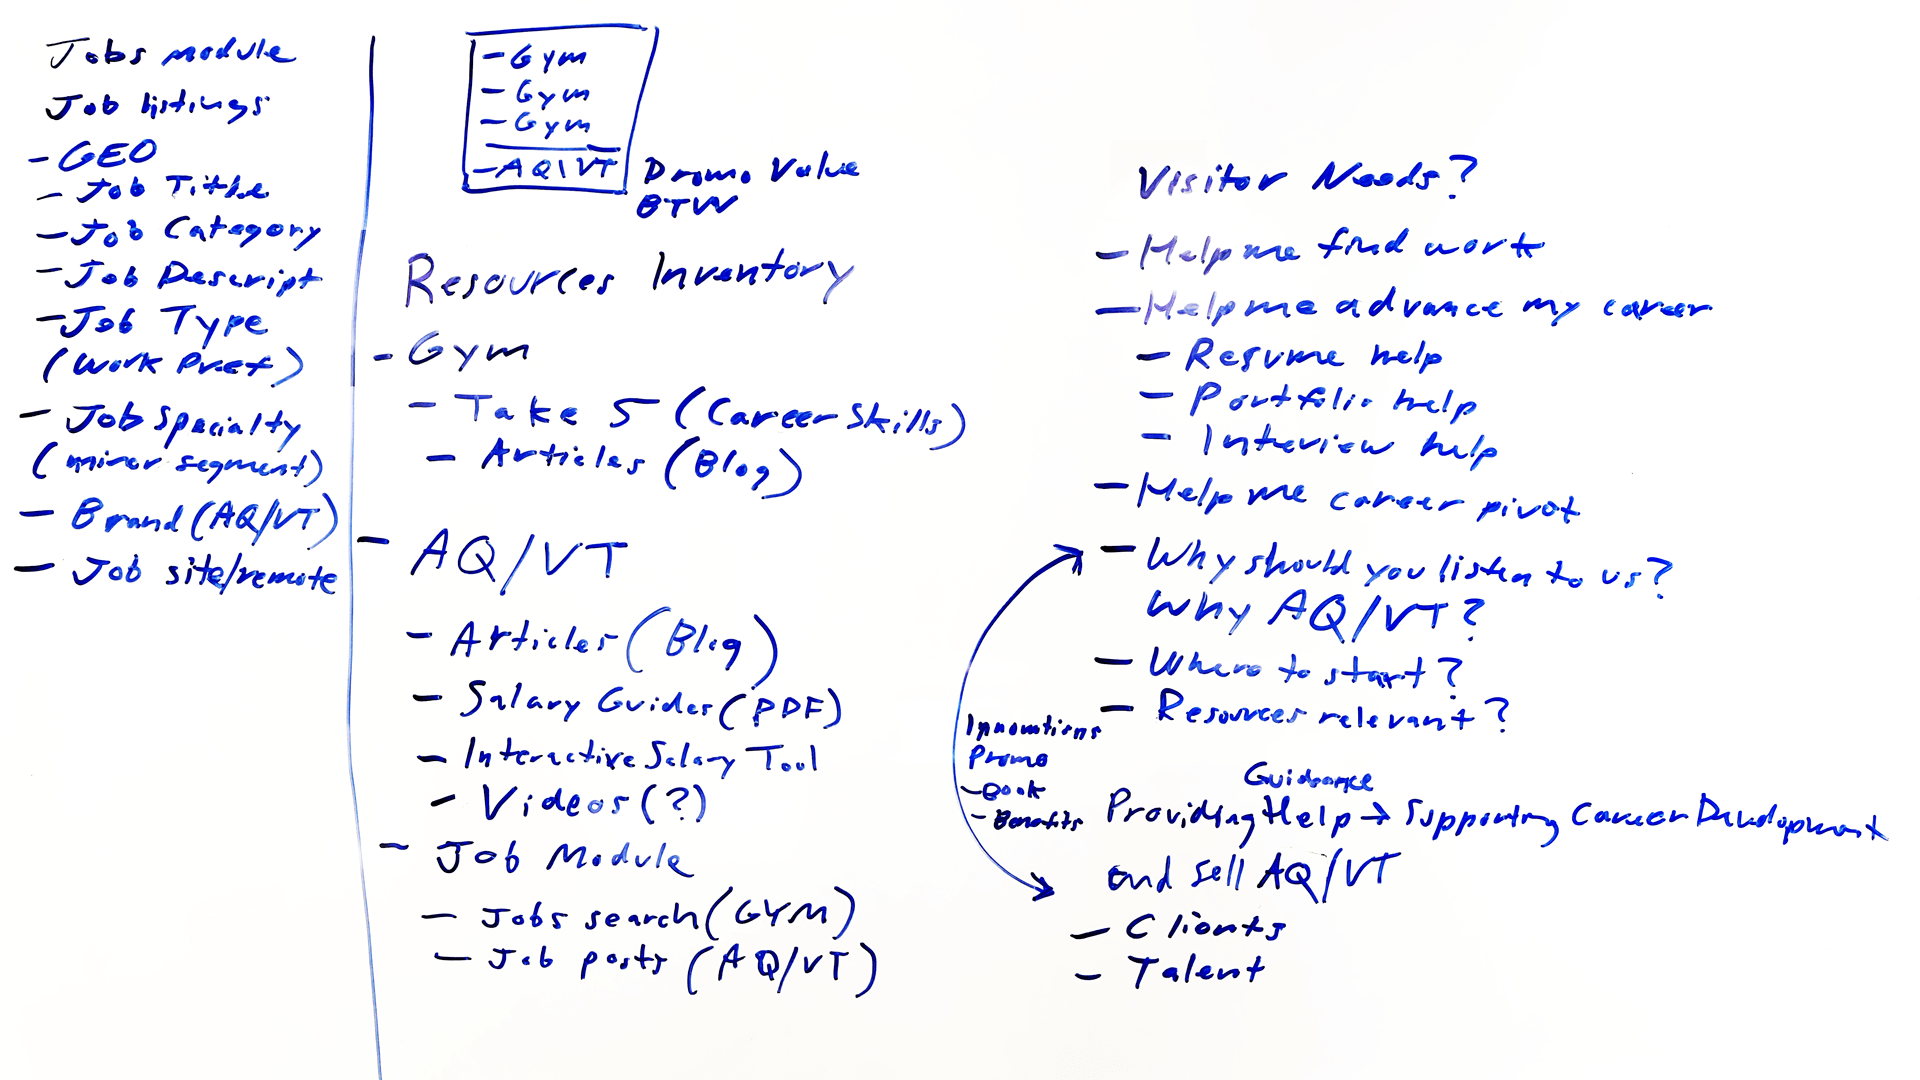 Jobs module
Job listings
- GEO
- Job Title
- Job Category
- Job Descript
- Job Type
(Work Pref)
- Job Specialty
(minor segment)
- Brand (AQ/VT)
- Job site/remote
- Gym
- Gym
- Gym
- AQ\VT
Promo Value
BTW
Resources Inventory
- Gym
- Take 5 (Career Skills)
- Articles (Blog)
- AQ/VT
- Articles (Blog)
- Salary Guides (PDF)
- Interactive Salary Tool
- Videos (?)
- Job Module
- Jobs search (GYM)
- Job posts (AQ/VT)
Visitor Needs?
- Help me find work
- Help me advance my career
- Resume help
- Portfolio help
- Interview help
- Help me career pivot
- Why should you listen to us?
Why AQ/VT?
- Where to start?
- Resources relevant?
Innovations
Promo
- Book
- Benefits
Guidance
Providing Help → Supporting Career Development
and sell AQ/VT
- Clients
- Talent